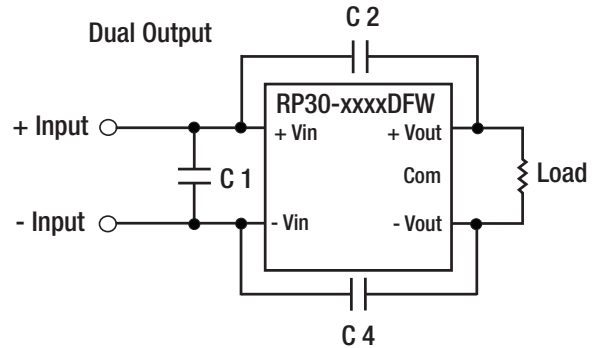 Dual Output
C 2
RP30-xxxxDFW
+ Input
+ Vin
+ Vout
C 1
Com
Load
- Input
- Vin
- Vout
C 4